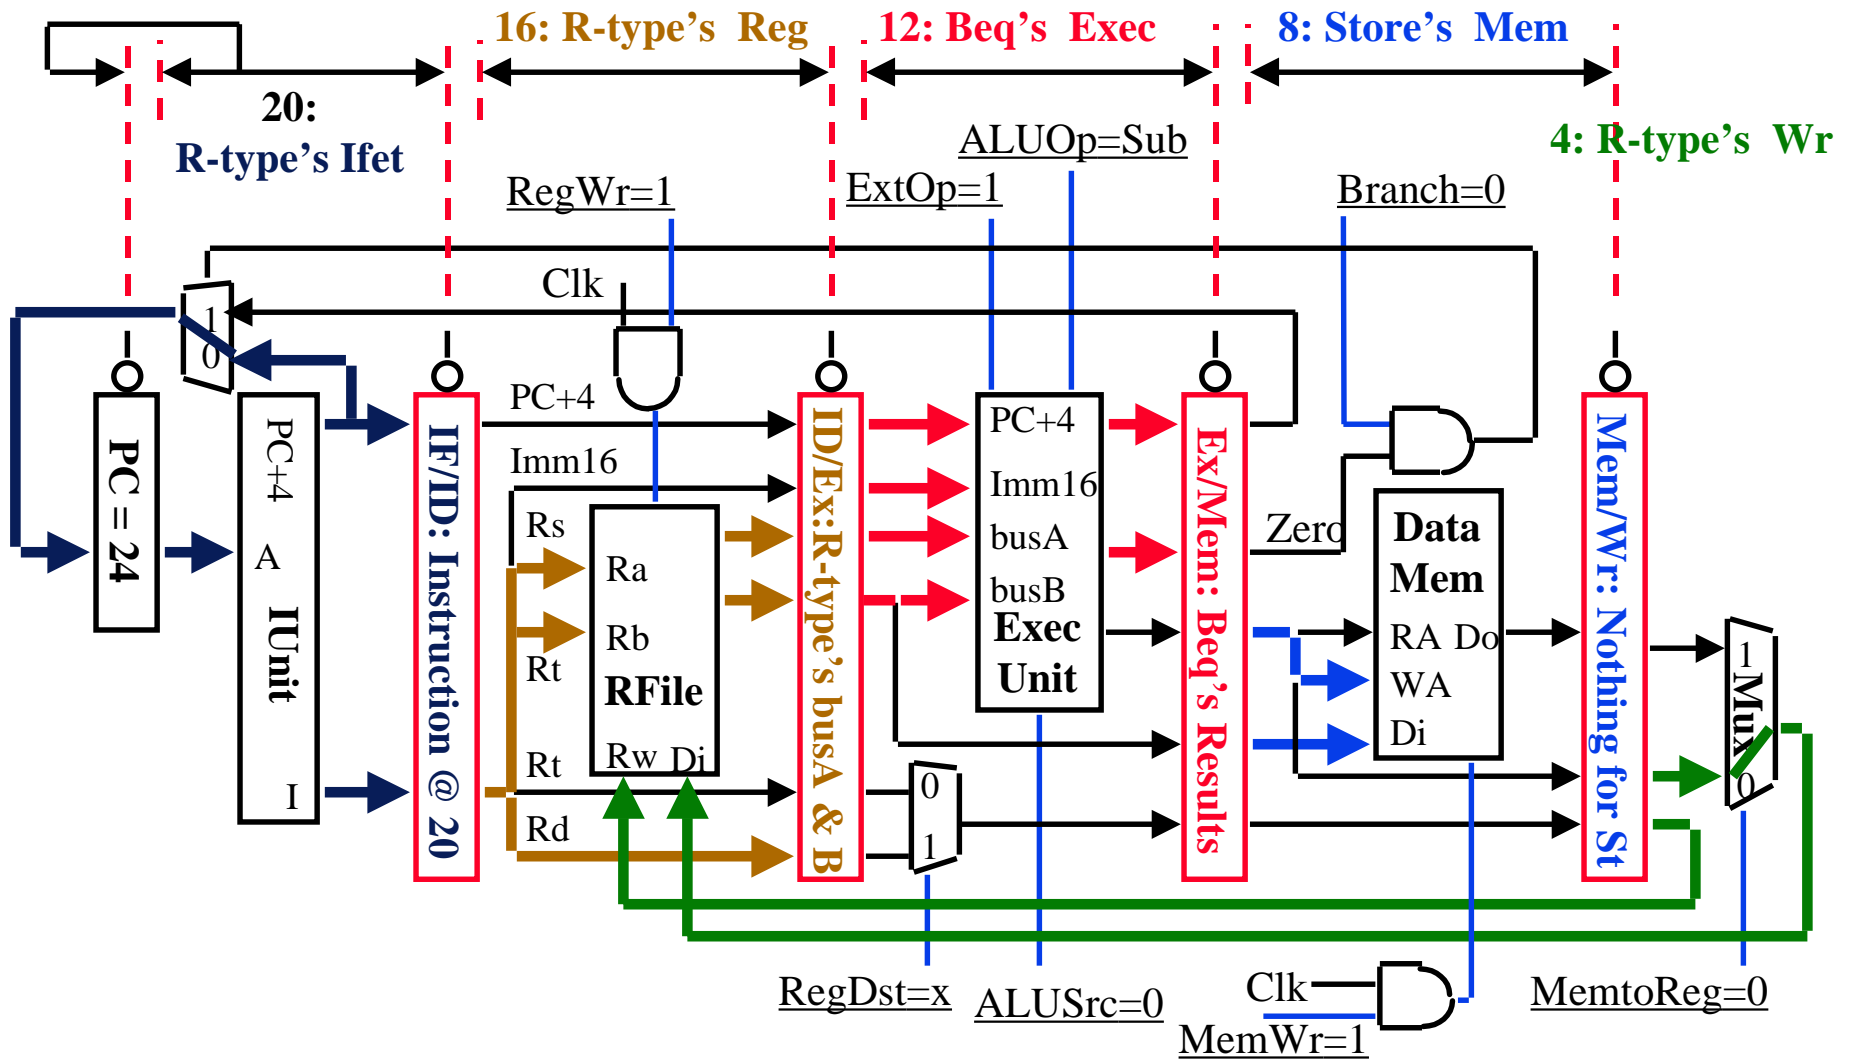 16: R-type's Reg
12: Beq's Exec
8: Store's Mem
20:
R-type's Ifet
4: R-type's Wr
ALUOp=Sub
RegWr=1
ExtOp=1
Branch=0
Clk
1
0
PC = 24
PC+4
A
IUnit
I
IF/ID: Instruction @ 20
PC+4
Imm16
Rs
Rt
Rt
Rd
Ra
Rb
RFile
Rw Di
ID/Ex:R-type's busA & B
PC+4
Imm16
busA
busB
Exec
Unit
0
1
Ex/Mem: Beq's Results
Zero
Data
Mem
RA Do
WA
Di
Mem/Wr: Nothing for St
1
Mux
0
RegDst=x
ALUSrc=0
Clk
MemWr=1
MemtoReg=0